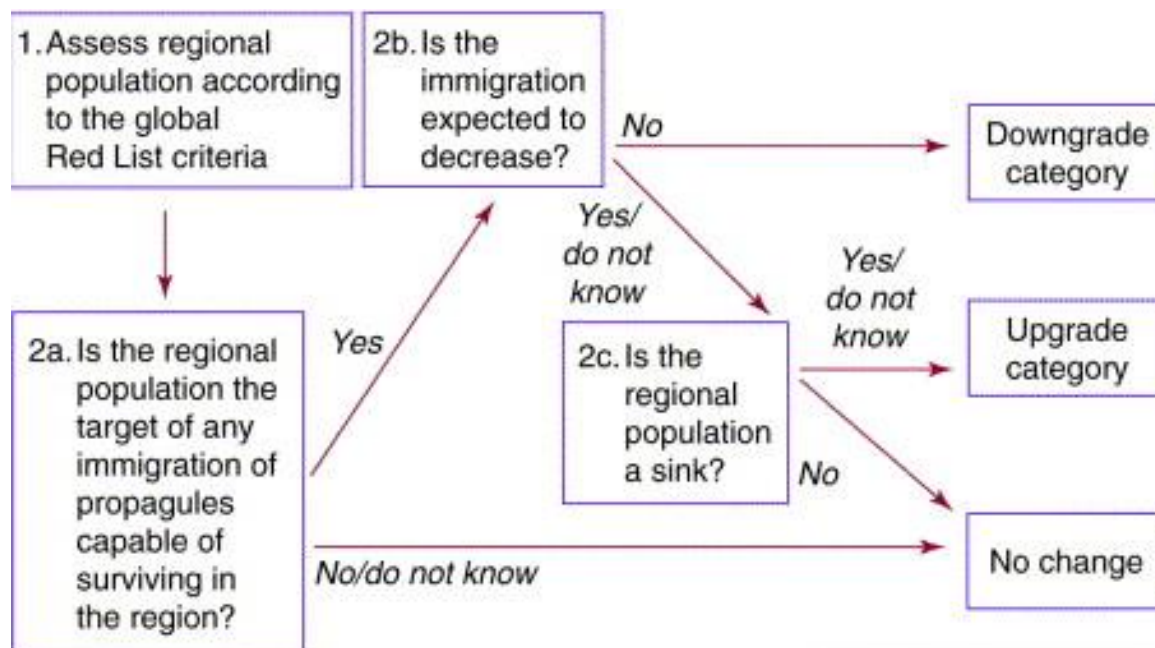 1. Assess regional
population according
to the global
Red List criteria
2a. Is the regional
population the
target of any
immigration of
propagules
capable of
surviving in
the region?
Yes
No/do not know
2b. Is the
immigration
expected to
decrease?
No
Yes/
do not
know
2c. Is the
regional
population
a sink?
Yes/
do not
know
No
Downgrade
category
Upgrade
category
No change